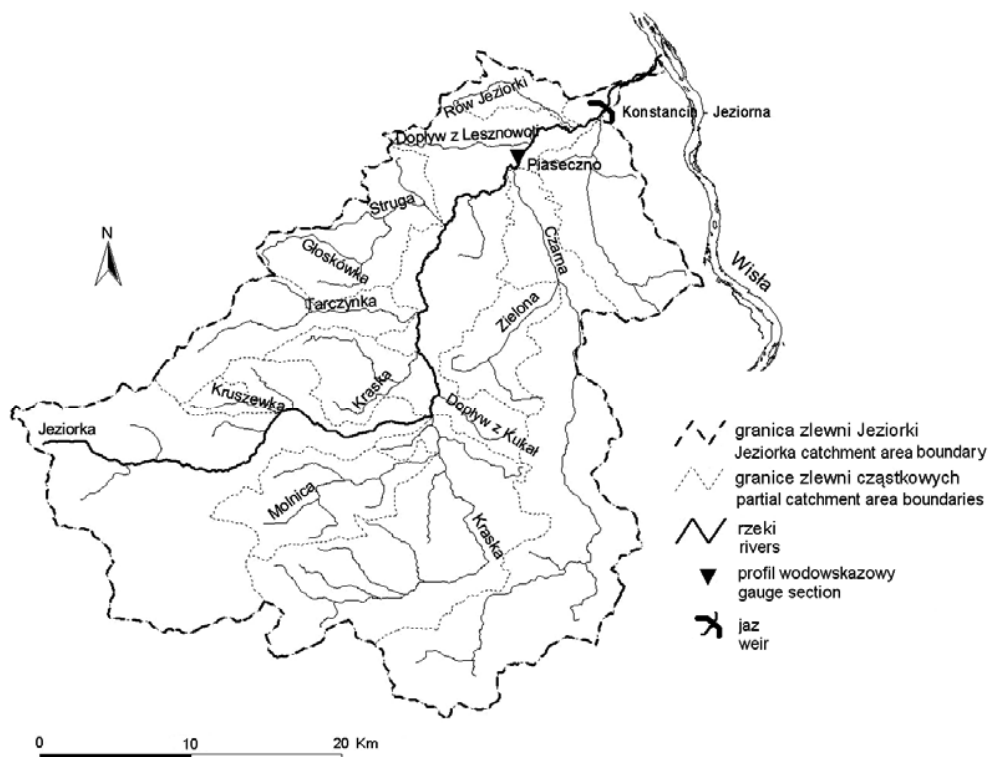 Rów Jeziorki
Konstancin - Jeziorna
Dopływ z Lesznowoli
Piaseczno
Struga
Czarna
Głoskówka
N
Wisła
Tarczynka
Zielona
Kraska
Kruszewka
Dopływ z Kukał
Jeziorka
Molnica
Kraska
granica zlewni Jeziorki
Jeziorka catchment area boundary
granice zlewni cząstkowych
partial catchment area boundaries
rzeki
rivers
profil wodowskazowy
gauge section
jaz
weir
0 10 20 Km